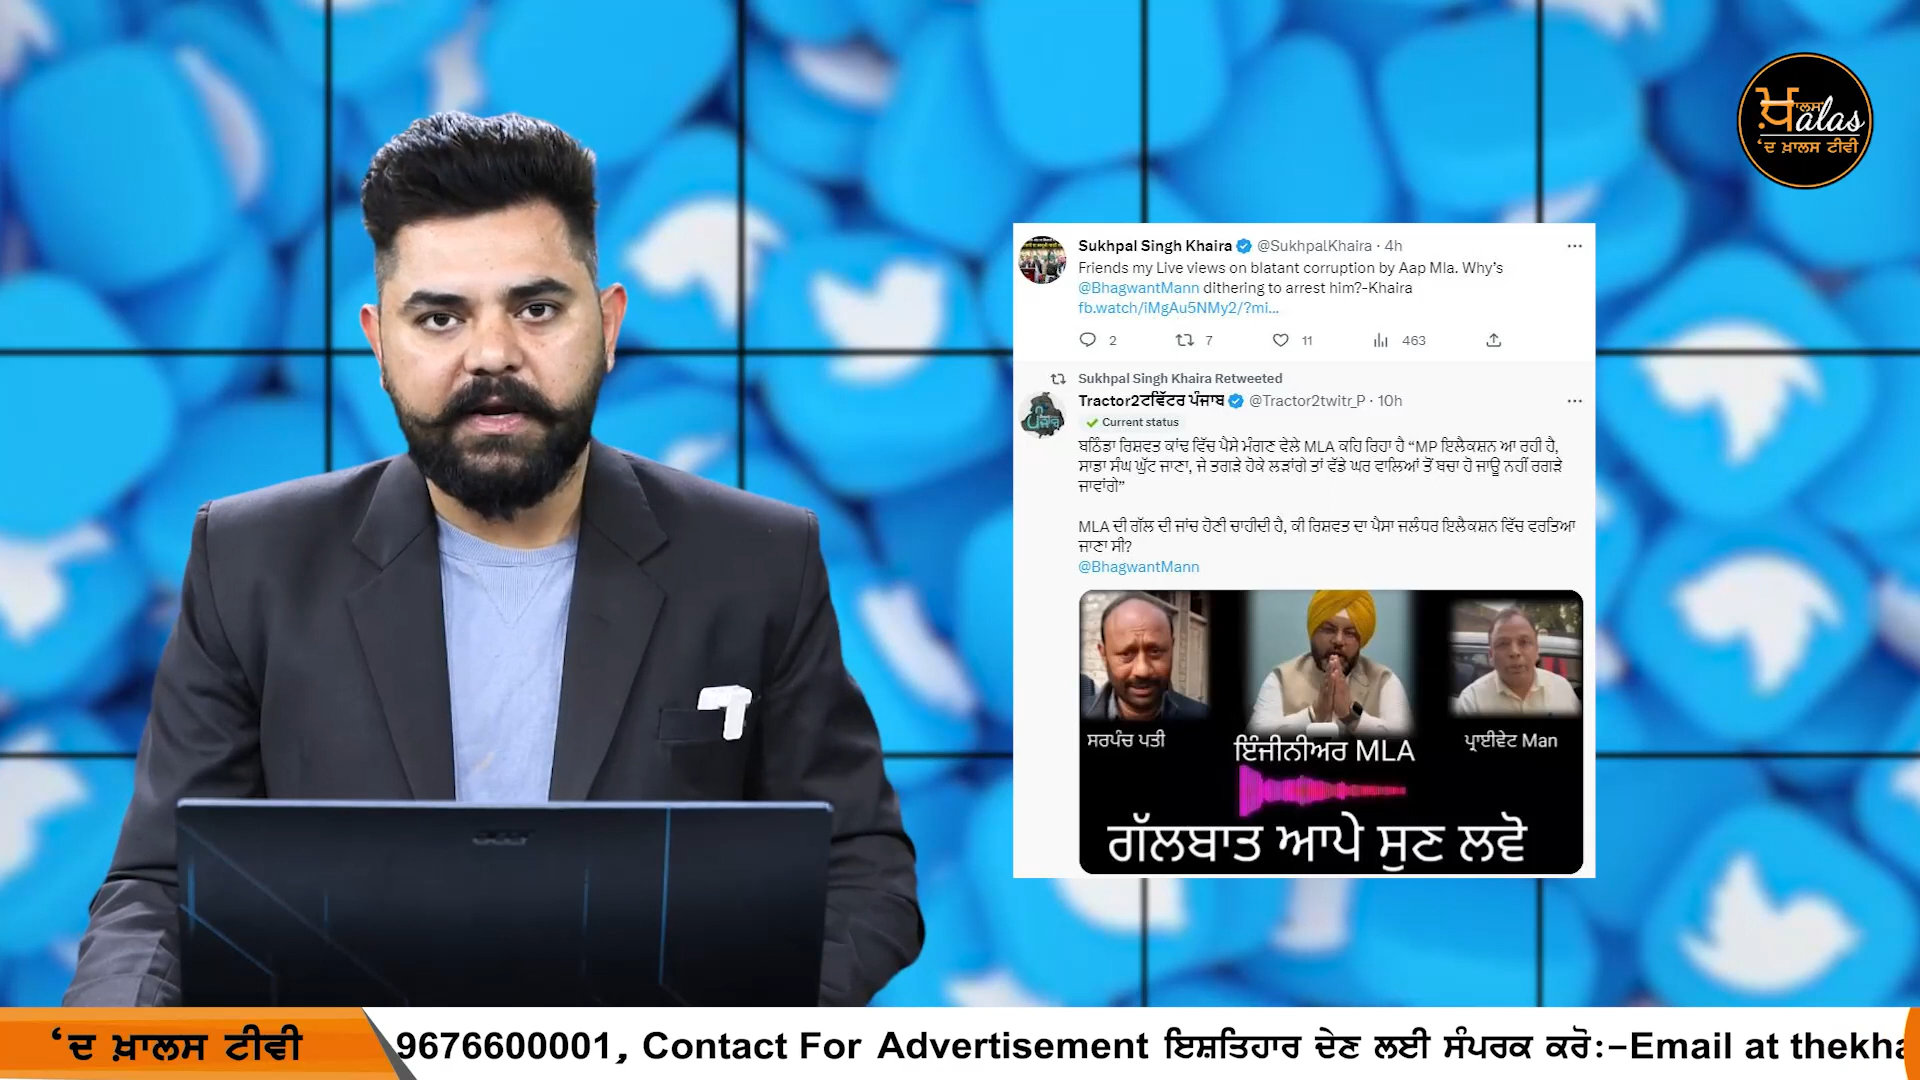 ਖ਼ਾਲਸ
alas
‘ਦ ਖ਼ਾਲਸ ਟੀਵੀ
Sukhpal Singh Khaira @SukhpalKhaira · 4h
Friends my Live views on blatant corruption by Aap Mla. Why’s
@BhagwantMann dithering to arrest him?-Khaira
fb.watch/iMgAu5NMy2/?mi...
2 7 11 463
Sukhpal Singh Khaira Retweeted
Tractor2ਟਵਿੱਟਰ ਪੰਜਾਬ @Tractor2twitr_P · 10h
Current status
ਬਠਿੰਡਾ ਰਿਸ਼ਵਤ ਕਾਂਢ ਵਿੱਚ ਪੈਸੇ ਮੰਗਣ ਵੇਲੇ MLA ਕਹਿ ਰਿਹਾ ਹੈ “MP ਇਲੈਕਸ਼ਨ ਆ ਰਹੀ ਹੈ,
ਸਾਡਾ ਸੰਘ ਘੁੱਟ ਜਾਣਾ, ਜੇ ਤਗੜੇ ਹੋਕੇ ਲੜਾਂਗੇ ਤਾਂ ਵੱਡੇ ਘਰ ਵਾਲਿਆਂ ਤੋਂ ਬਚਾ ਹੋ ਜਾਊ ਨਹੀਂ ਰਗੜੇ
ਜਾਵਾਂਗੇ”
MLA ਦੀ ਗੱਲ ਦੀ ਜਾਂਚ ਹੋਣੀ ਚਾਹੀਦੀ ਹੈ, ਕੀ ਰਿਸ਼ਵਤ ਦਾ ਪੈਸਾ ਜਲੰਧਰ ਇਲੈਕਸ਼ਨ ਵਿੱਚ ਵਰਤਿਆ
ਜਾਣਾ ਸੀ?
@BhagwantMann
ਸਰਪੰਚ ਪਤੀ
ਇੰਜੀਨੀਅਰ MLA
ਪ੍ਰਾਈਵੇਟ Man
ਗੱਲਬਾਤ ਆਪੇ ਸੁਣ ਲਵੋ
acer
‘ਦ ਖ਼ਾਲਸ ਟੀਵੀ
9676600001, Contact For Advertisement ਇਸ਼ਤਿਹਾਰ ਦੇਣ ਲਈ ਸੰਪਰਕ ਕਰੋ:–Email at thekha